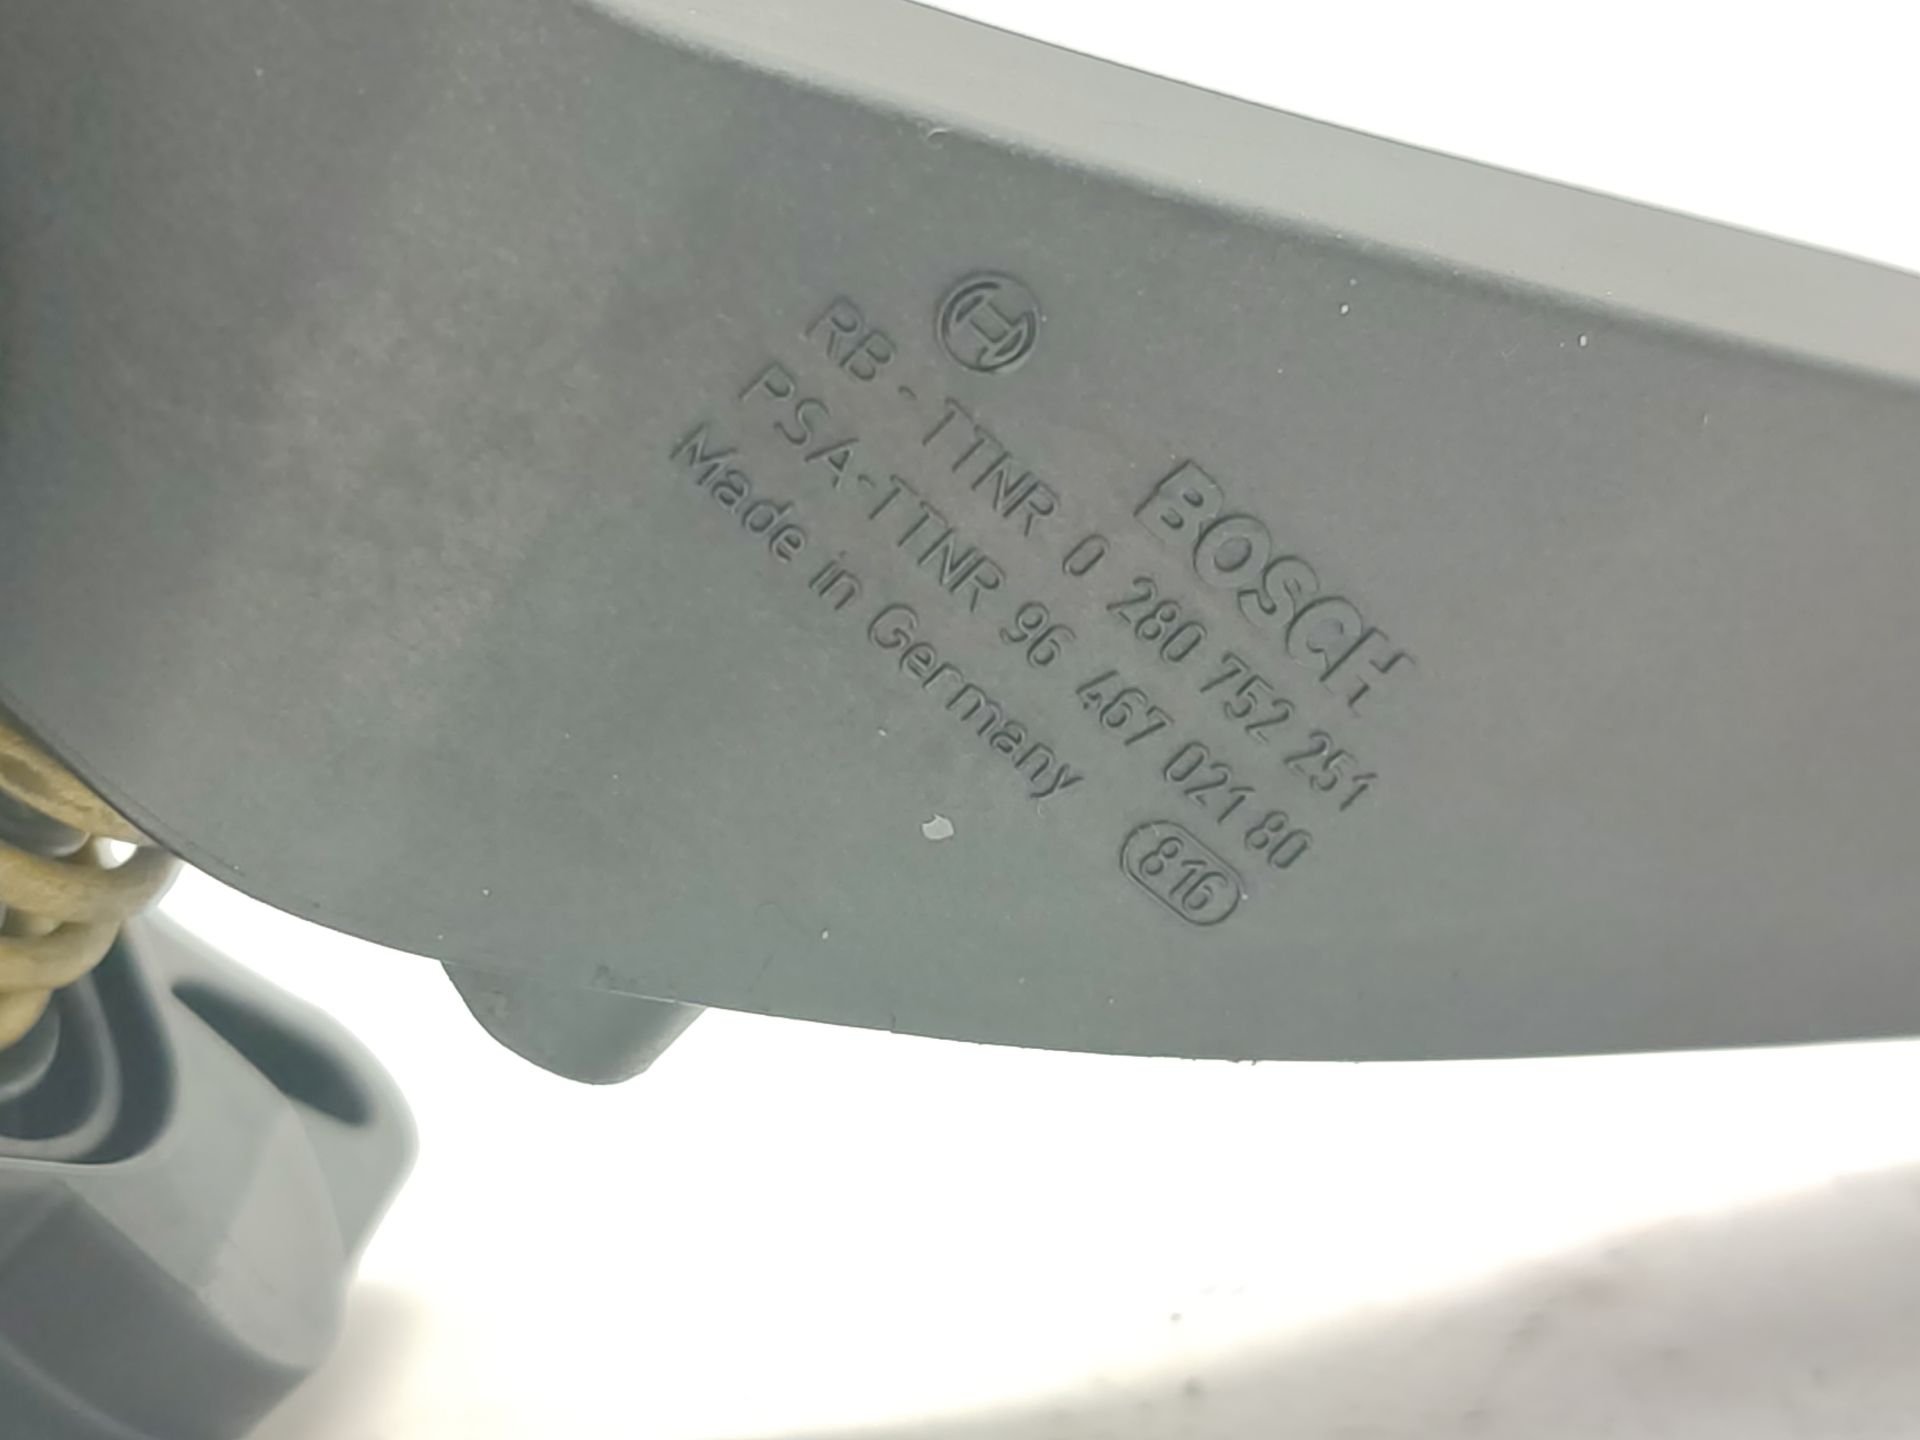 BOSCH
RB - TTNR 0 280 752 251
PSA-TTNR 96 467 021 80
Made in Germany
816